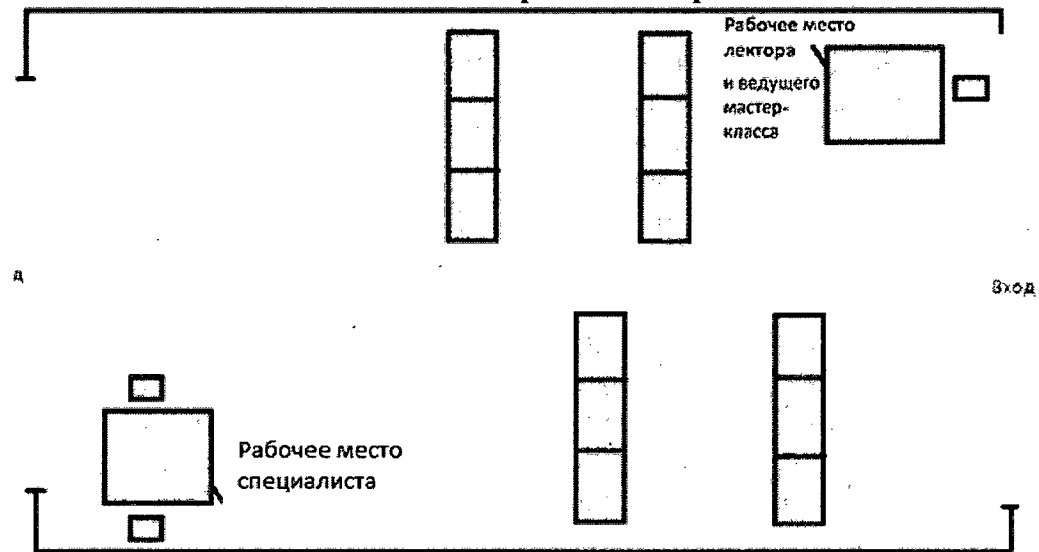 Рабочее место
лектора
и ведущего
мастер-
класса
д
Вход
Рабочее место
специалиста